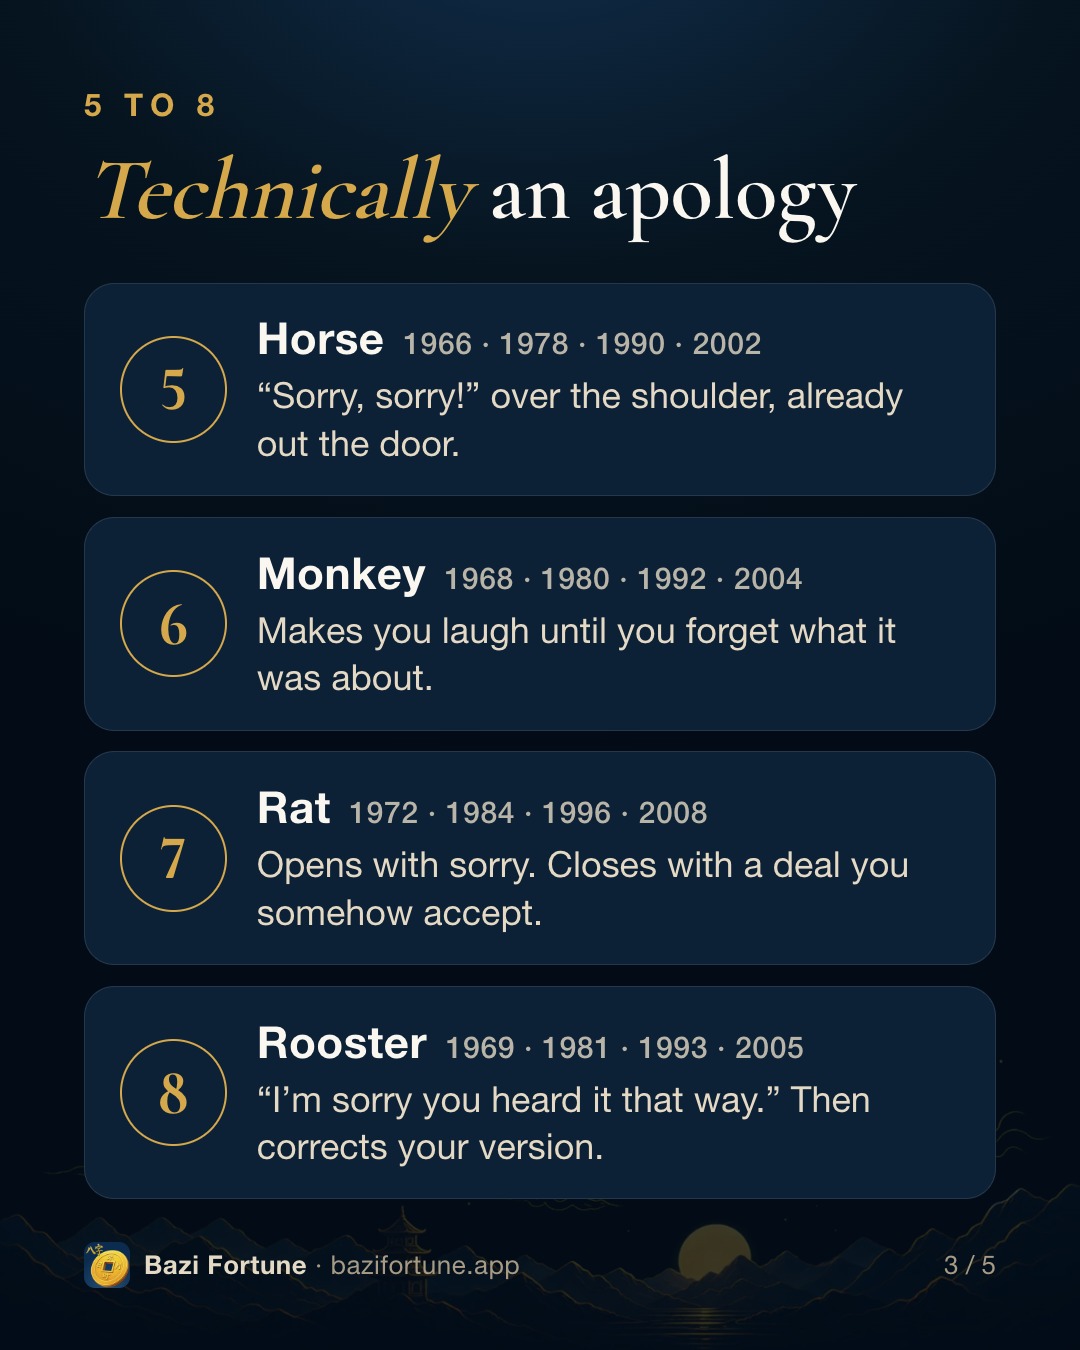 5 TO 8
Technically an apology
5
Horse 1966 · 1978 · 1990 · 2002
“Sorry, sorry!” over the shoulder, already
out the door.
6
Monkey 1968 · 1980 · 1992 · 2004
Makes you laugh until you forget what it
was about.
7
Rat 1972 · 1984 · 1996 · 2008
Opens with sorry. Closes with a deal you
somehow accept.
8
Rooster 1969 · 1981 · 1993 · 2005
“I’m sorry you heard it that way.” Then
corrects your version.
八字
Bazi Fortune · bazifortune.app
3 / 5